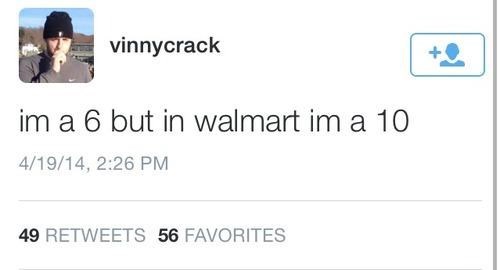 vinnycrack
im a 6 but in walmart im a 10
4/19/14, 2:26 PM
49 RETWEETS 56 FAVORITES